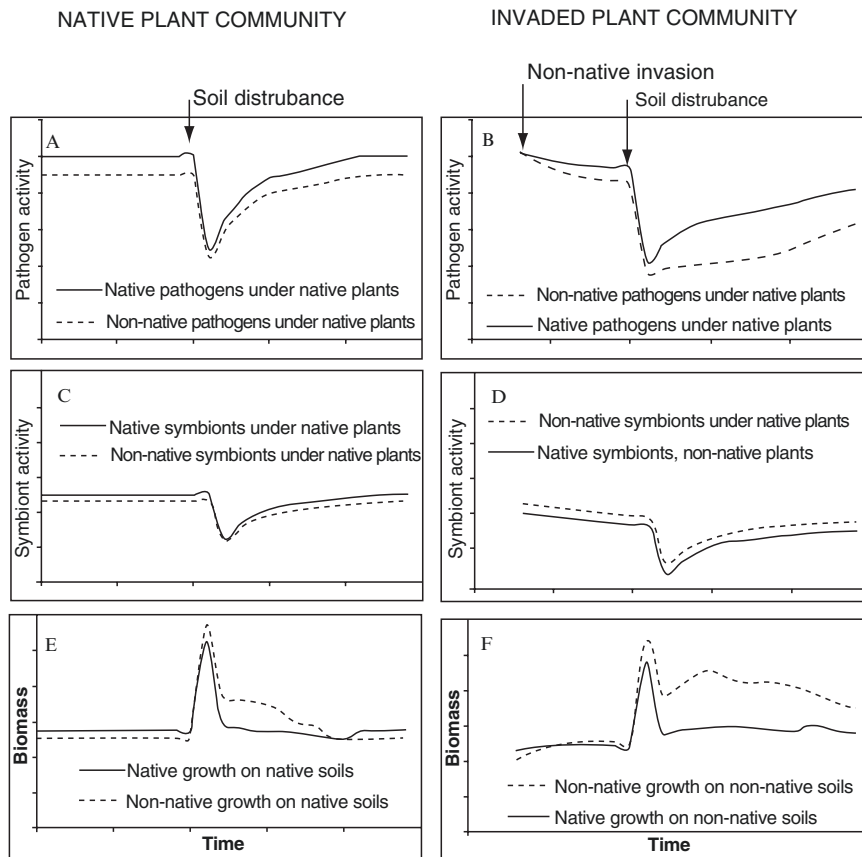 NATIVE PLANT COMMUNITY
INVADED PLANT COMMUNITY
Soil distrubance
Non-native invasion
Soil distrubance
A
Pathogen activity
Native pathogens under native plants
Non-native pathogens under native plants
B
Pathogen activity
Non-native pathogens under native plants
Native pathogens under native plants
C
Symbiont activity
Native symbionts under native plants
Non-native symbionts under native plants
D
Symbiont activity
Non-native symbionts under native plants
Native symbionts, non-native plants
E
Biomass
Native growth on native soils
Non-native growth on native soils
Time
F
Biomass
Non-native growth on non-native soils
Native growth on non-native soils
Time